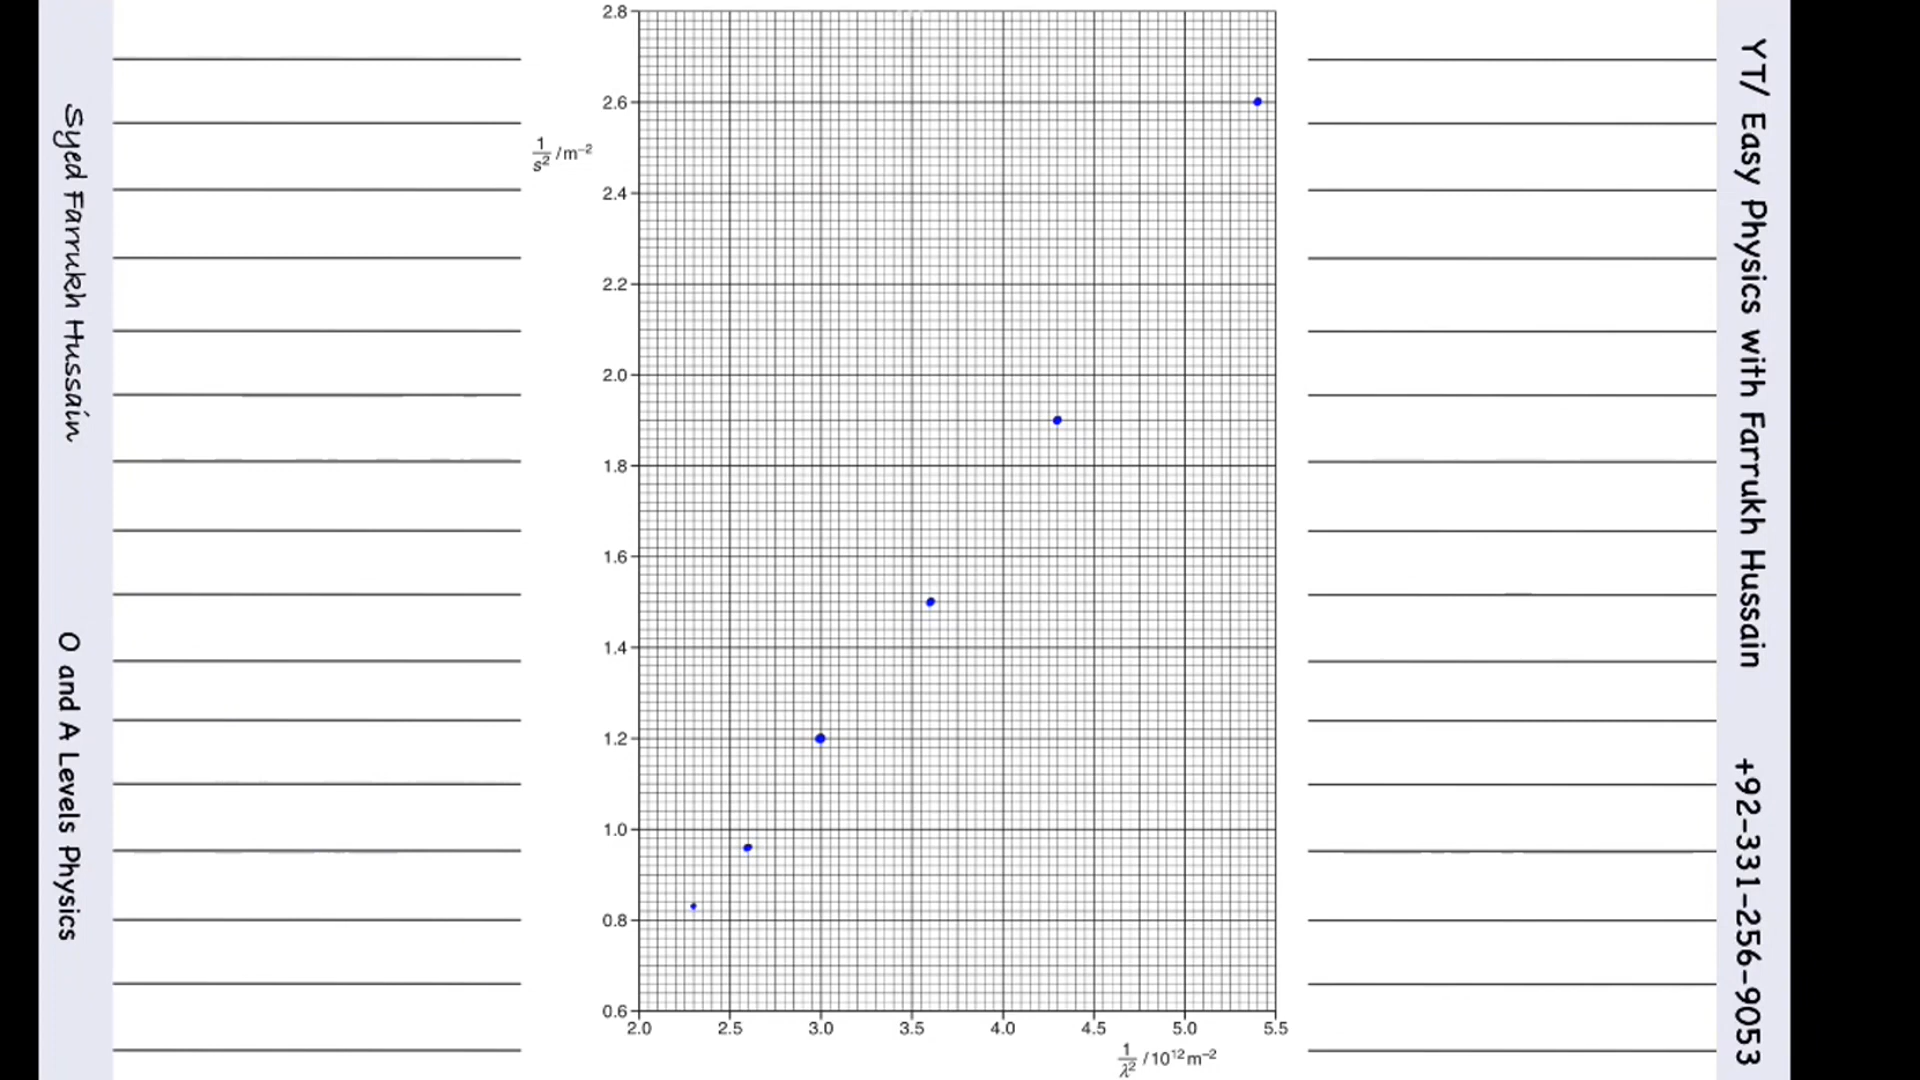 Syed Farrukh Hussain
O and A Levels Physics
1/s² /m⁻²
2.8
2.6
2.4
2.2
2.0
1.8
1.6
1.4
1.2
1.0
0.8
0.6
2.0 2.5 3.0 3.5 4.0 4.5 5.0 5.5
1/λ² /10¹² m⁻²
YT/ Easy Physics with Farrukh Hussain
+92-331-256-9053